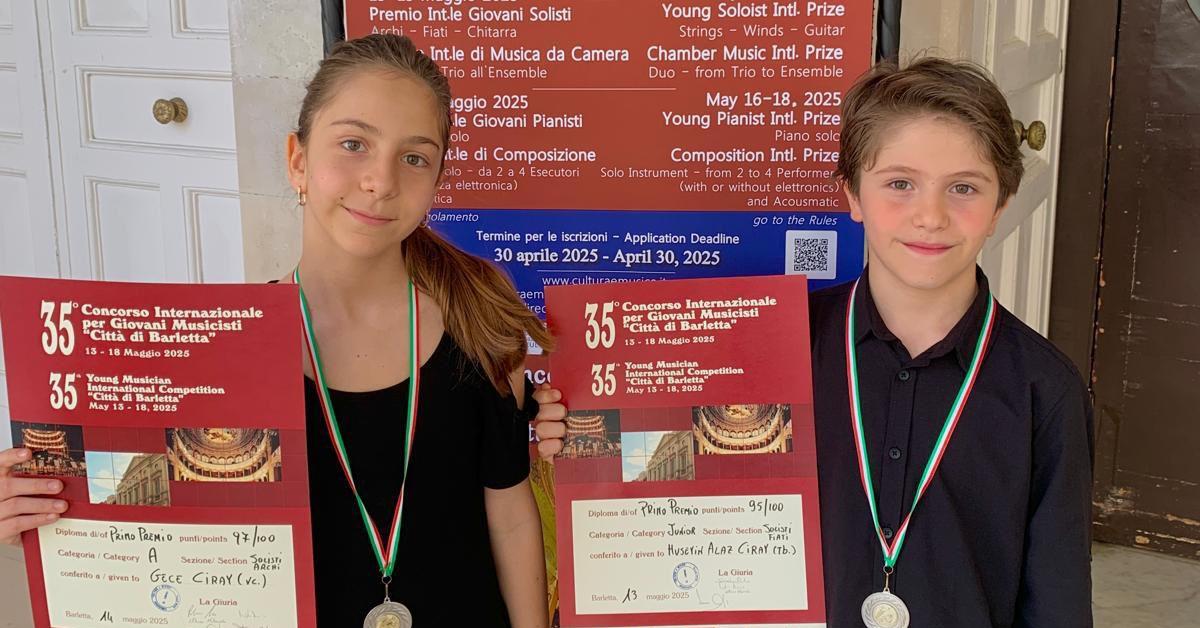 Premio Int.le Giovani Solisti
Archi - Fiati - Chitarra
Int.le di Musica da Camera
Trio all'Ensemble
maggio 2025
Giovani Pianisti
di Composizione
da 2 a 4 Esecutori
elettronica)
Young Soloist Intl. Prize
Strings - Winds - Guitar
Chamber Music Intl. Prize
Duo - from Trio to Ensemble
May 16-18, 2025
Young Pianist Intl. Prize
Piano solo
Composition Intl. Prize
Solo Instrument - from 2 to 4 Performer
(with or without elettronics)
and Acousmatic
go to the Rules
Termine per le iscrizioni - Application Deadline
30 aprile 2025 - April 30, 2025
www.culturaemusica.it
35° Concorso Internazionale
per Giovani Musicisti
"Città di Barletta"
13 - 18 Maggio 2025
35th Young Musician
International Competition
"Città di Barletta"
May 13 - 18, 2025
Diploma di/of PRIMO PREMIO punti/points 97/100
Categoria / Category A Sezione/ Section SOLISTI
ARCHI
conferito a / given to GECE CIRAY (VC.)
La Giuria
Barletta, 14 maggio 2025
35° Concorso Internazionale
per Giovani Musicisti
"Città di Barletta"
13 - 18 Maggio 2025
35th Young Musician
International Competition
"Città di Barletta"
May 13 - 18, 2025
Diploma di/of PRIMO PREMIO punti/points 95/100
Categoria / Category JUNIOR Sezione/ Section SOLISTI
FIATI
conferito a / given to HUSEYIN ALAZ CIRAY (TB.)
La Giuria
Barletta, 13 maggio 2025